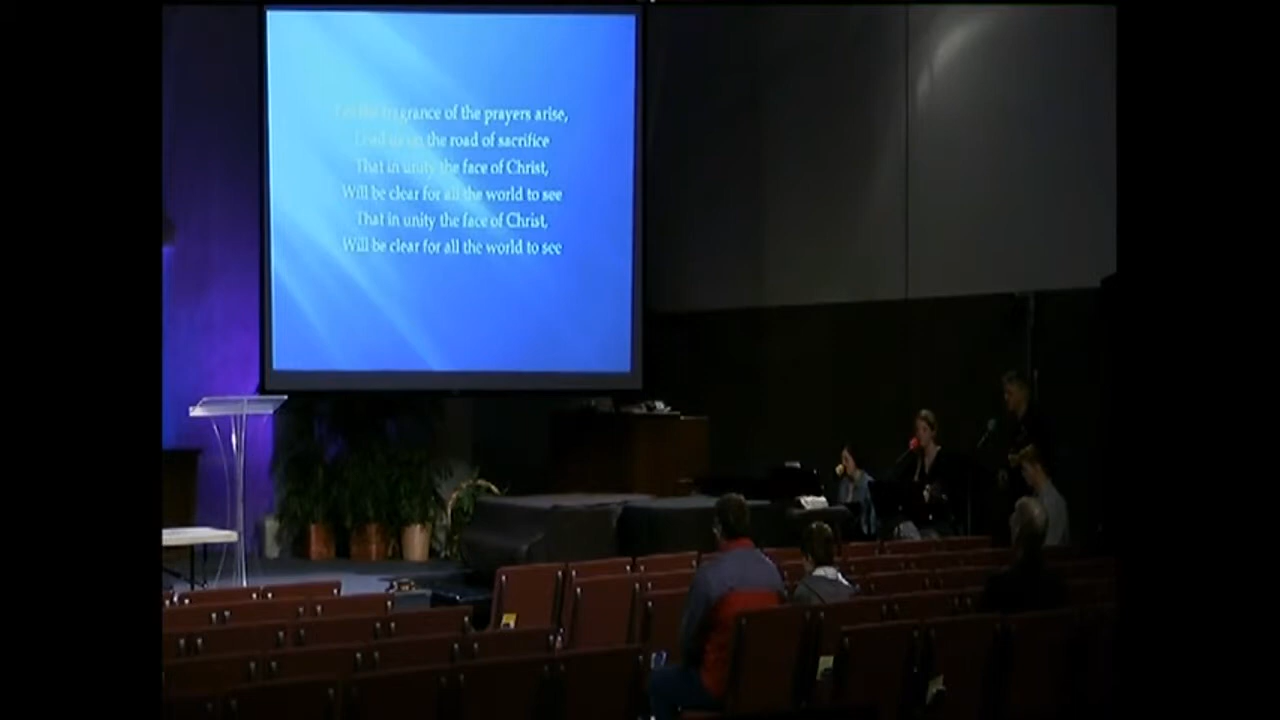 fragrance of the prayers arise,
Lead us on the road of sacrifice
That in unity the face of Christ,
Will be clear for all the world to see
That in unity the face of Christ,
Will be clear for all the world to see